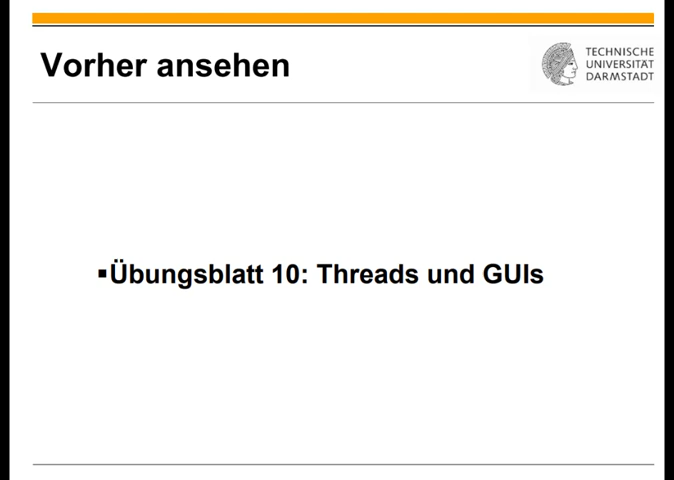 Vorher ansehen
TECHNISCHE
UNIVERSITÄT
DARMSTADT
▪Übungsblatt 10: Threads und GUIs